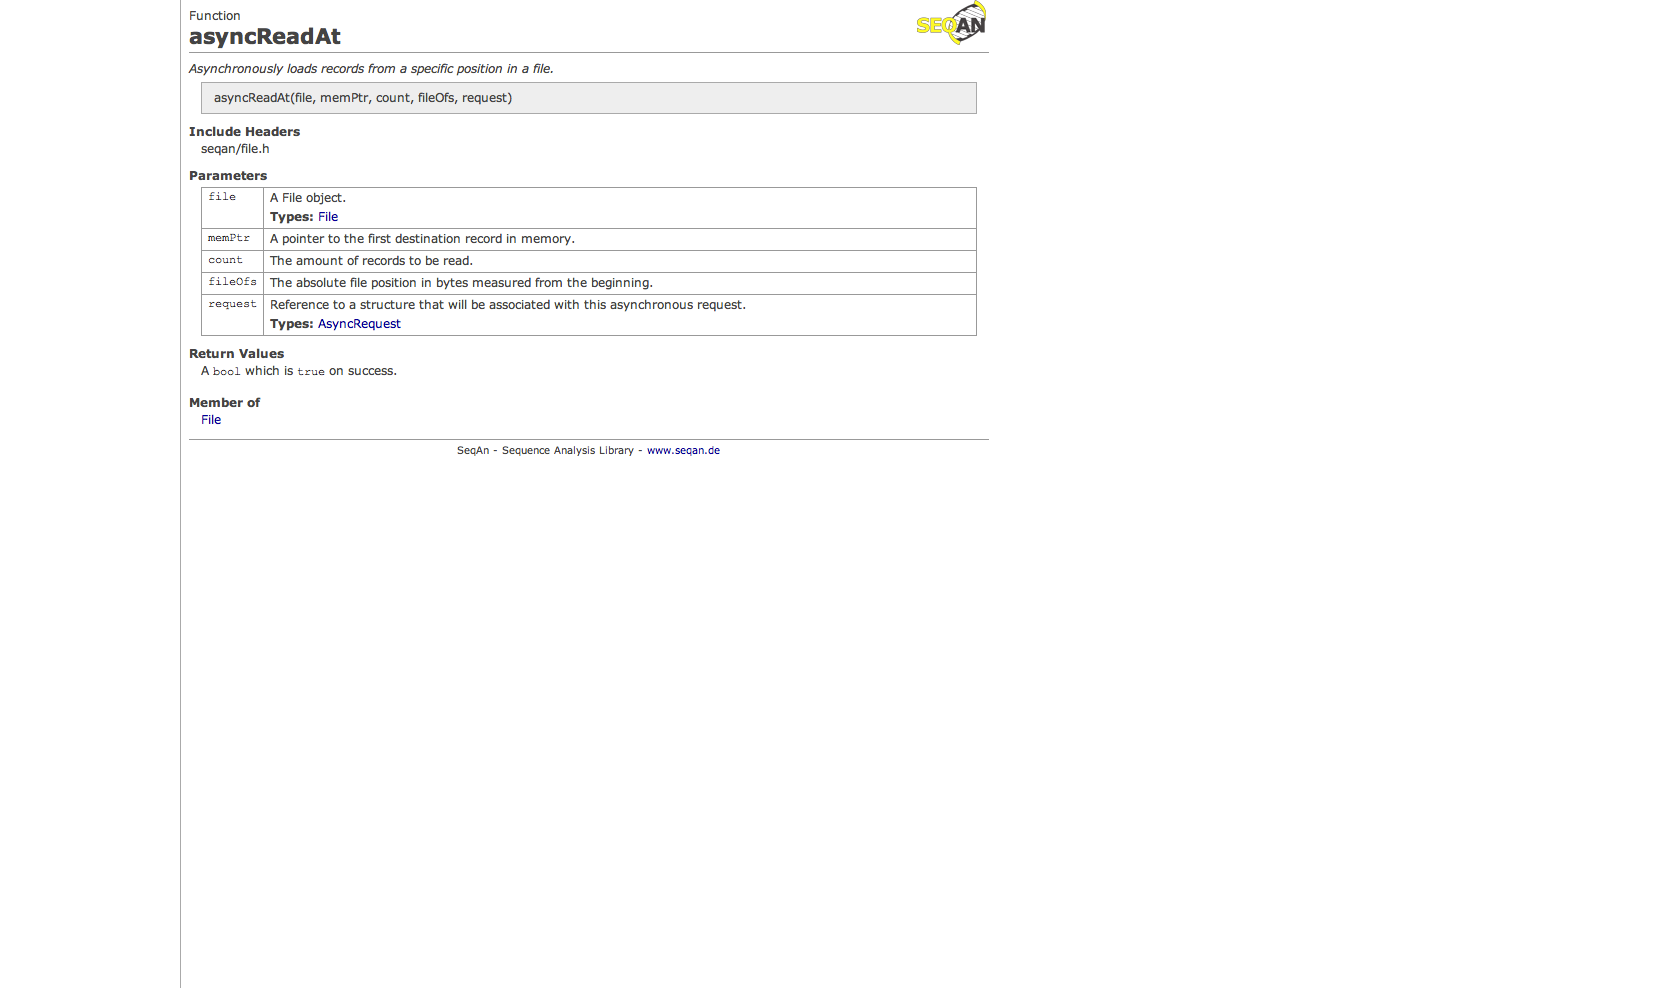 Function
SEQAN
asyncReadAt
Asynchronously loads records from a specific position in a file.
asyncReadAt(file, memPtr, count, fileOfs, request)
Include Headers
seqan/file.h
Parameters
file A File object.
Types: File
memPtr A pointer to the first destination record in memory.
count The amount of records to be read.
fileOfs The absolute file position in bytes measured from the beginning.
request Reference to a structure that will be associated with this asynchronous request.
Types: AsyncRequest
Return Values
A bool which is true on success.
Member of
File
SeqAn - Sequence Analysis Library - www.seqan.de